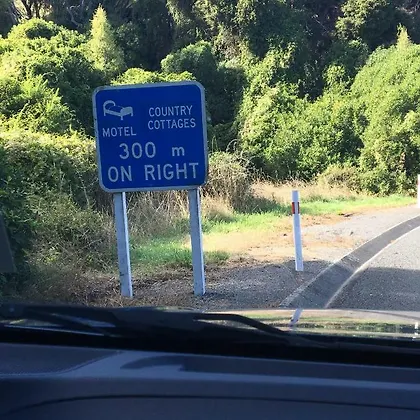 MOTEL COUNTRY COTTAGES
300 m
ON RIGHT